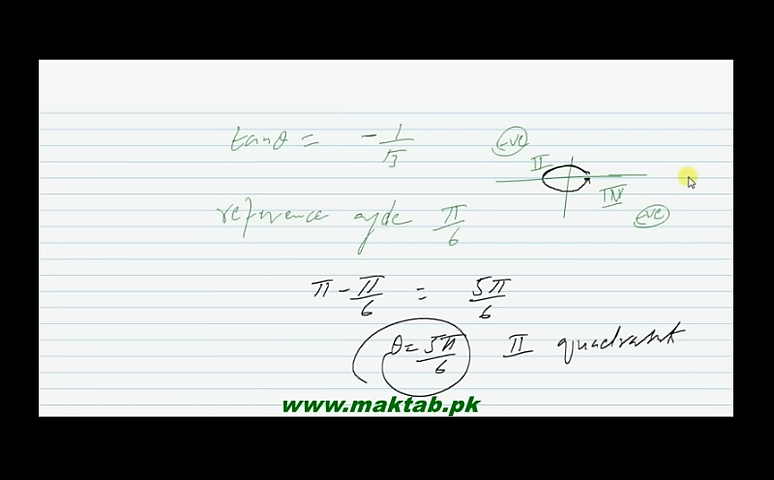 tanθ = -1/√3
-ve
II
IV
-ve
reference angle π/6
π - π/6 = 5π/6
θ = 5π/6 II quadrant
www.maktab.pk